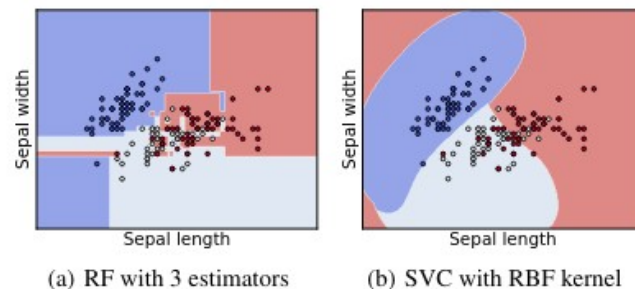 Sepal width
Sepal length
(a) RF with 3 estimators
Sepal width
Sepal length
(b) SVC with RBF kernel